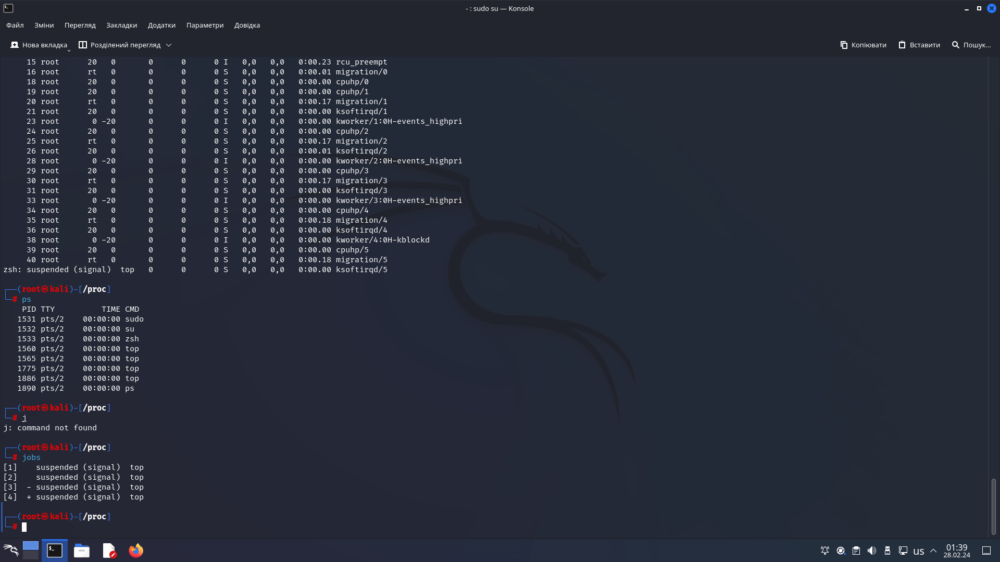 - : sudo su — Konsole
Файл Зміни Перегляд Закладки Додатки Параметри Довідка
Нова вкладка Розділений перегляд Копіювати Вставити Пошук...
15 root 20 0 0 0 0 I 0,0 0,0 0:00.23 rcu_preempt
16 root rt 0 0 0 0 S 0,0 0,0 0:00.01 migration/0
18 root 20 0 0 0 0 S 0,0 0,0 0:00.00 cpuhp/0
19 root 20 0 0 0 0 S 0,0 0,0 0:00.00 cpuhp/1
20 root rt 0 0 0 0 S 0,0 0,0 0:00.17 migration/1
21 root 20 0 0 0 0 S 0,0 0,0 0:00.00 ksoftirqd/1
23 root 0 -20 0 0 0 I 0,0 0,0 0:00.00 kworker/1:0H-events_highpri
24 root 20 0 0 0 0 S 0,0 0,0 0:00.00 cpuhp/2
25 root rt 0 0 0 0 S 0,0 0,0 0:00.17 migration/2
26 root 20 0 0 0 0 S 0,0 0,0 0:00.01 ksoftirqd/2
28 root 0 -20 0 0 0 I 0,0 0,0 0:00.00 kworker/2:0H-events_highpri
29 root 20 0 0 0 0 S 0,0 0,0 0:00.00 cpuhp/3
30 root rt 0 0 0 0 S 0,0 0,0 0:00.17 migration/3
31 root 20 0 0 0 0 S 0,0 0,0 0:00.00 ksoftirqd/3
33 root 0 -20 0 0 0 I 0,0 0,0 0:00.00 kworker/3:0H-events_highpri
34 root 20 0 0 0 0 S 0,0 0,0 0:00.00 cpuhp/4
35 root rt 0 0 0 0 S 0,0 0,0 0:00.18 migration/4
36 root 20 0 0 0 0 S 0,0 0,0 0:00.00 ksoftirqd/4
38 root 0 -20 0 0 0 I 0,0 0,0 0:00.00 kworker/4:0H-kblockd
39 root 20 0 0 0 0 S 0,0 0,0 0:00.00 cpuhp/5
40 root rt 0 0 0 0 S 0,0 0,0 0:00.18 migration/5
zsh: suspended (signal) top 0 0 0 S 0,0 0,0 0:00.00 ksoftirqd/5
┌──(root㉿kali)-[/proc]
└─# ps
PID TTY TIME CMD
1531 pts/2 00:00:00 sudo
1532 pts/2 00:00:00 su
1533 pts/2 00:00:00 zsh
1560 pts/2 00:00:00 top
1565 pts/2 00:00:00 top
1775 pts/2 00:00:00 top
1886 pts/2 00:00:00 top
1890 pts/2 00:00:00 ps
┌──(root㉿kali)-[/proc]
└─# j
j: command not found
┌──(root㉿kali)-[/proc]
└─# jobs
[1] suspended (signal) top
[2] suspended (signal) top
[3] - suspended (signal) top
[4] + suspended (signal) top
┌──(root㉿kali)-[/proc]
└─#
us 01:39
28.02.24